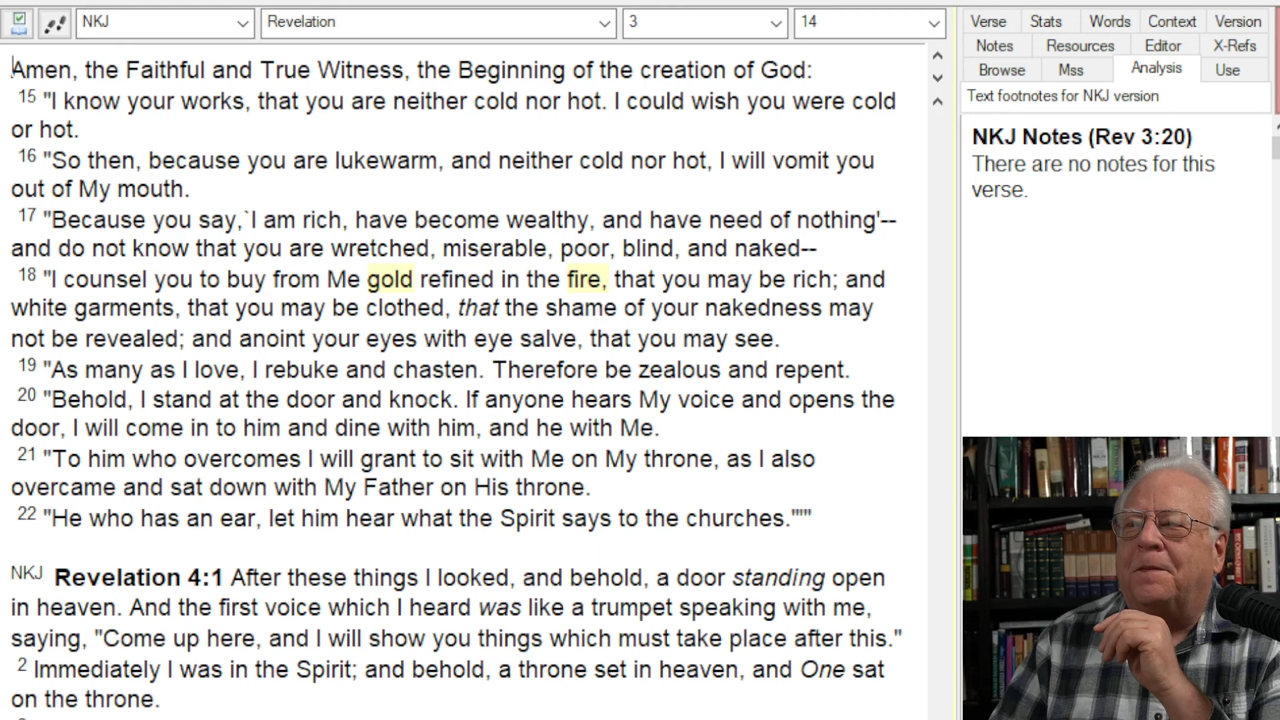 NKJ Revelation 3 14
Amen, the Faithful and True Witness, the Beginning of the creation of God:
15 "I know your works, that you are neither cold nor hot. I could wish you were cold
or hot.
16 "So then, because you are lukewarm, and neither cold nor hot, I will vomit you
out of My mouth.
17 "Because you say,`I am rich, have become wealthy, and have need of nothing'--
and do not know that you are wretched, miserable, poor, blind, and naked--
18 "I counsel you to buy from Me gold refined in the fire, that you may be rich; and
white garments, that you may be clothed, that the shame of your nakedness may
not be revealed; and anoint your eyes with eye salve, that you may see.
19 "As many as I love, I rebuke and chasten. Therefore be zealous and repent.
20 "Behold, I stand at the door and knock. If anyone hears My voice and opens the
door, I will come in to him and dine with him, and he with Me.
21 "To him who overcomes I will grant to sit with Me on My throne, as I also
overcame and sat down with My Father on His throne.
22 "He who has an ear, let him hear what the Spirit says to the churches."'"
NKJ Revelation 4:1 After these things I looked, and behold, a door standing open
in heaven. And the first voice which I heard was like a trumpet speaking with me,
saying, "Come up here, and I will show you things which must take place after this."
2 Immediately I was in the Spirit; and behold, a throne set in heaven, and One sat
on the throne.
Verse Stats Words Context Version
Notes Resources Editor X-Refs
Browse Mss Analysis Use
Text footnotes for NKJ version
NKJ Notes (Rev 3:20)
There are no notes for this
verse.